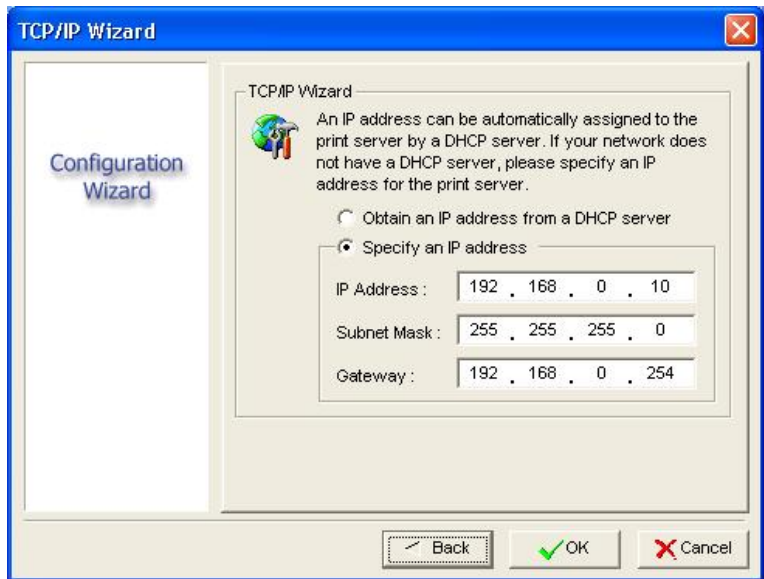 TCP/IP Wizard
Configuration
Wizard
TCP/IP Wizard
An IP address can be automatically assigned to the
print server by a DHCP server. If your network does
not have a DHCP server, please specify an IP
address for the print server.
Obtain an IP address from a DHCP server
Specify an IP address
IP Address : 192 . 168 . 0 . 10
Subnet Mask : 255 . 255 . 255 . 0
Gateway : 192 . 168 . 0 . 254
Back OK Cancel